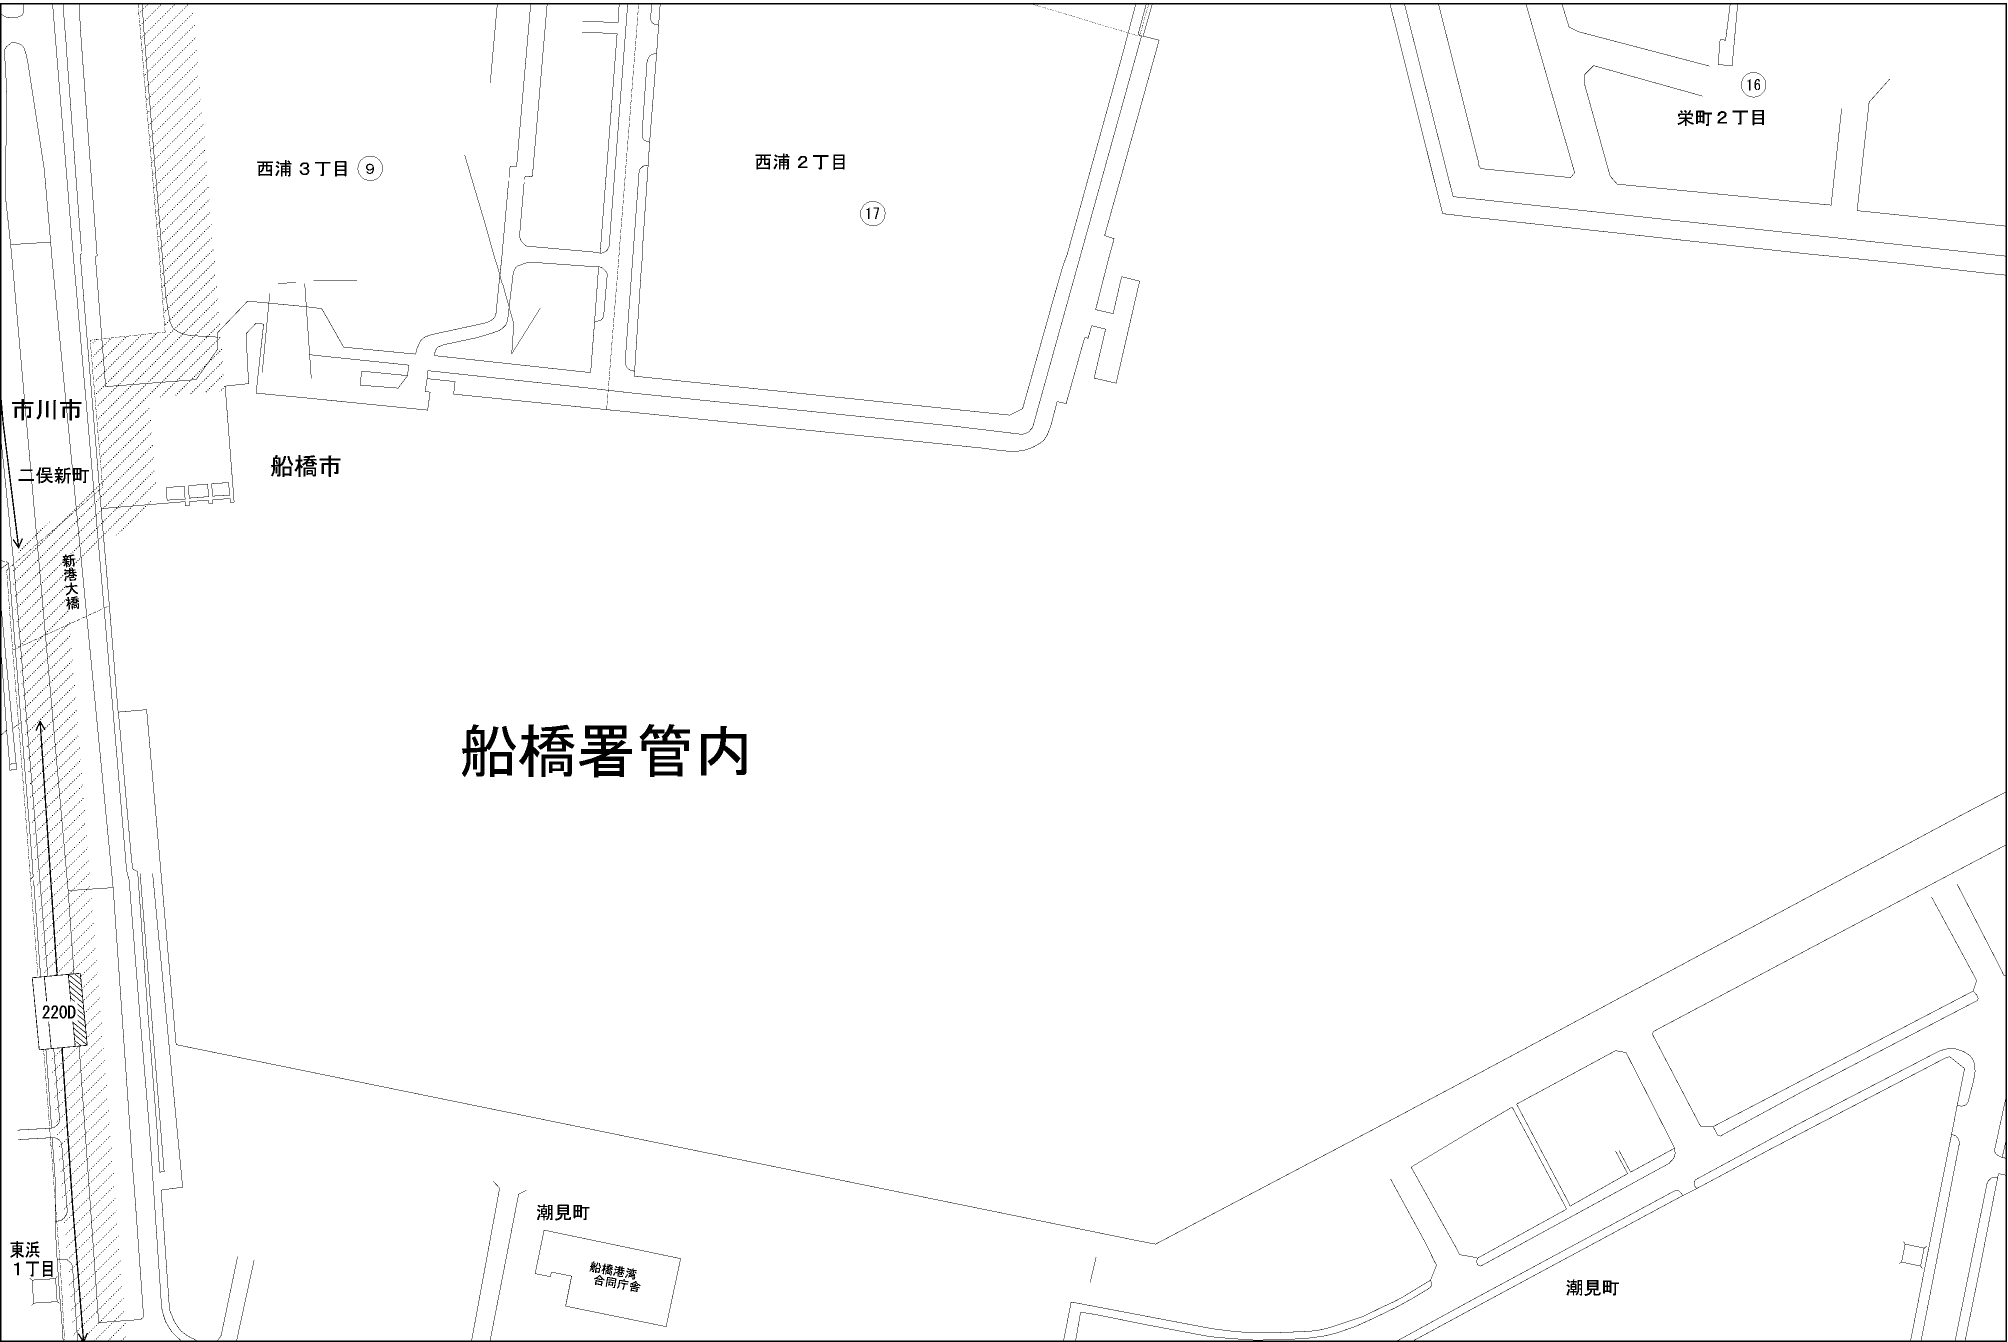 16
栄町２丁目
西浦３丁目 9
西浦２丁目
17
市川市
二俣新町
船橋市
新港大橋
船橋署管内
220D
東浜
１丁目
潮見町
船橋港湾
合同庁舎
潮見町